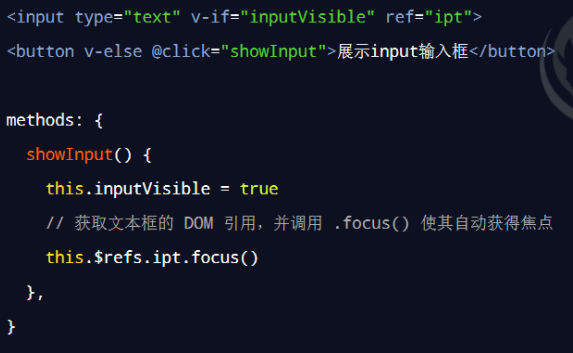 <input type="text" v-if="inputVisible" ref="ipt">
<button v-else @click="showInput">展示input输入框</button>
methods: {
showInput() {
this.inputVisible = true
// 获取文本框的 DOM 引用，并调用 .focus() 使其自动获得焦点
this.$refs.ipt.focus()
},
}